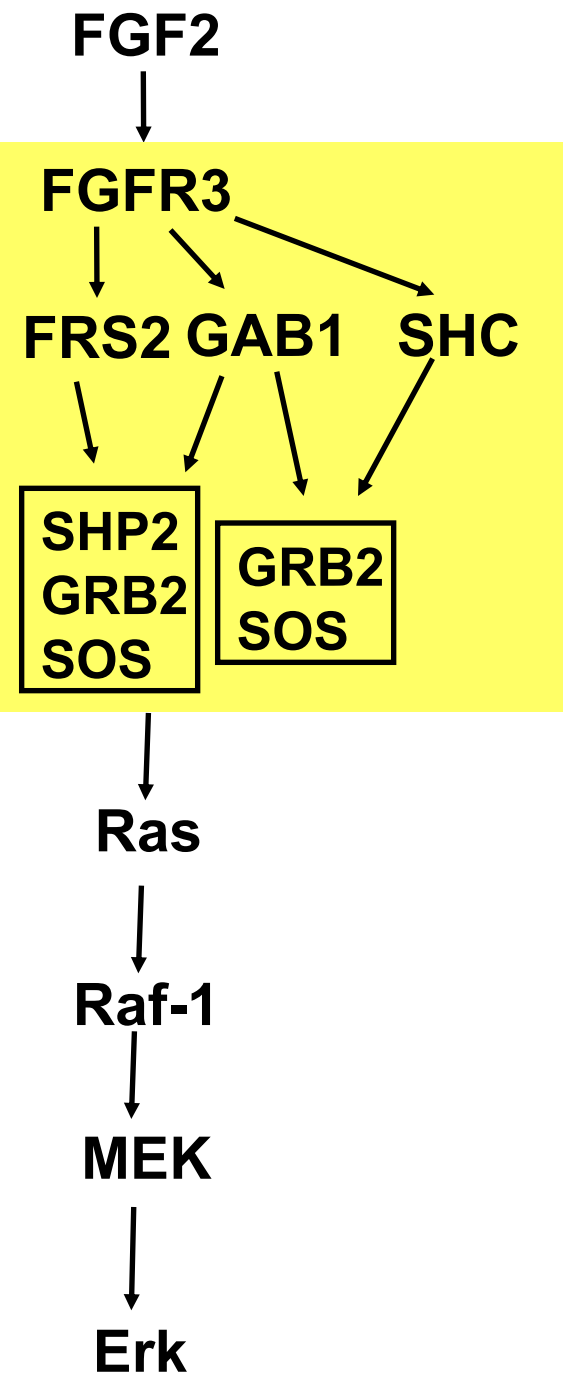 FGF2
FGFR3
FRS2 GAB1 SHC
SHP2
GRB2
SOS
GRB2
SOS
Ras
Raf-1
MEK
Erk